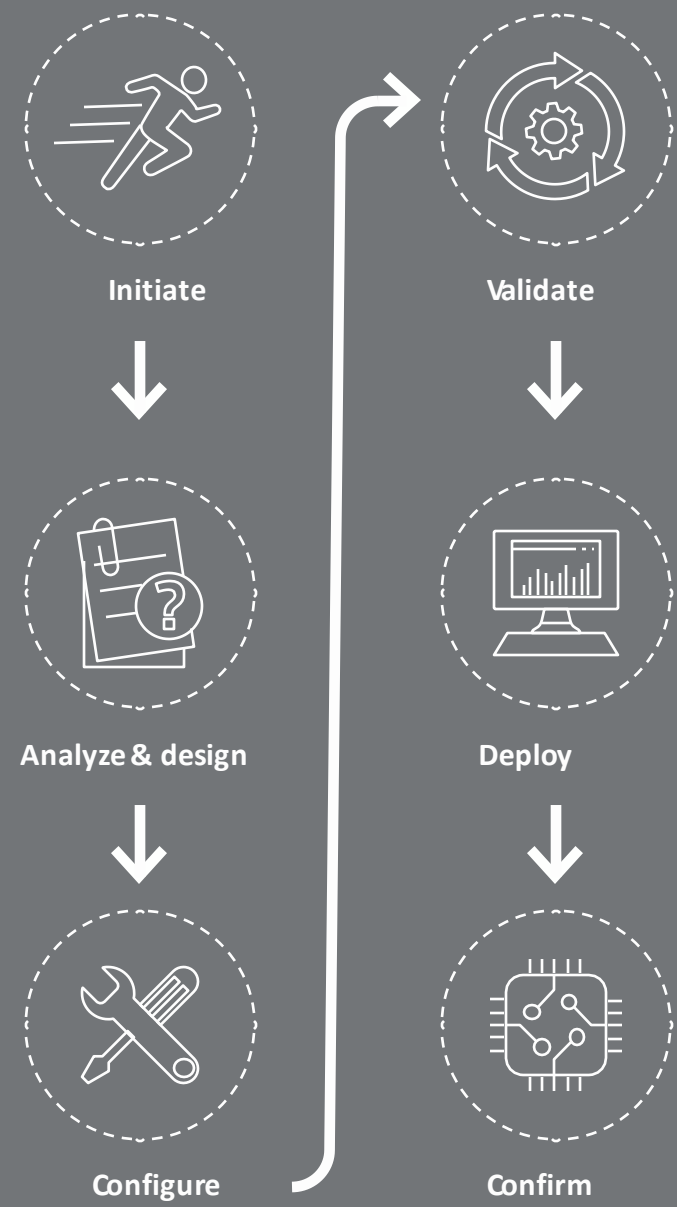 Initiate
Analyze & design
Configure
Validate
Deploy
Confirm
?